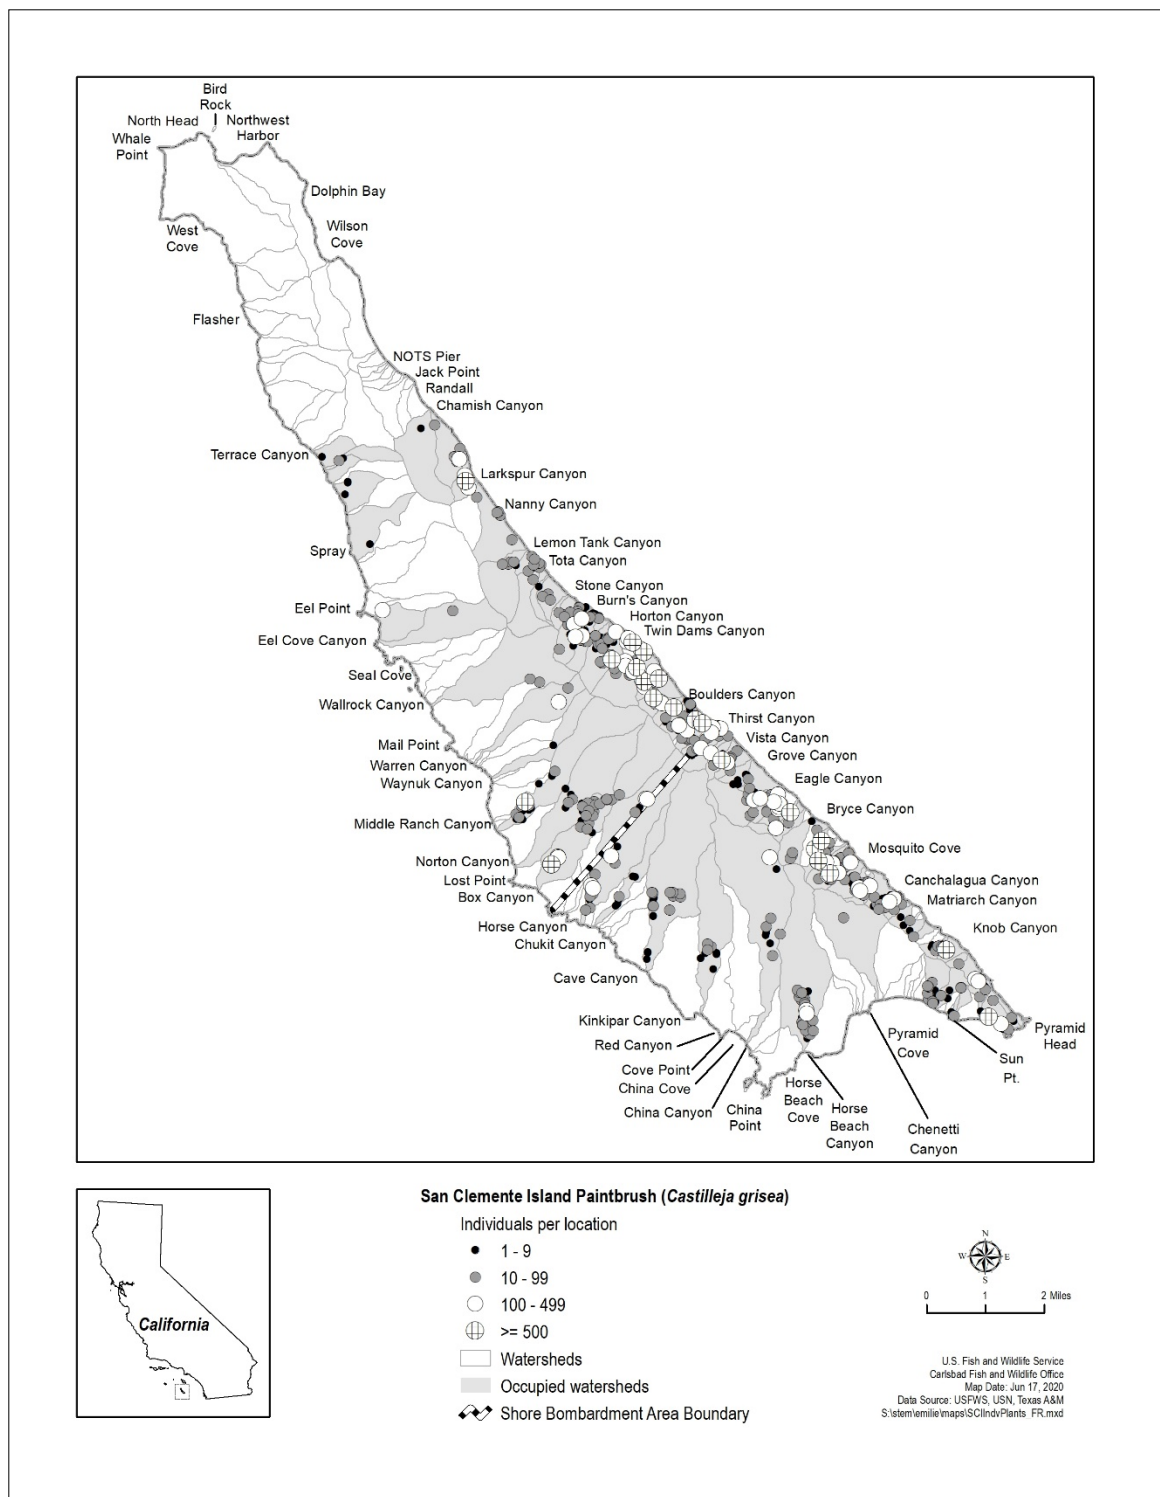 Bird
Rock
North Head
Northwest
Harbor
Whale
Point
Dolphin Bay
West
Cove
Wilson
Cove
Flasher
NOTS Pier
Jack Point
Randall
Chamish Canyon
Terrace Canyon
Larkspur Canyon
Nanny Canyon
Spray
Lemon Tank Canyon
Tota Canyon
Stone Canyon
Burn's Canyon
Eel Point
Horton Canyon
Twin Dams Canyon
Eel Cove Canyon
Seal Cove
Boulders Canyon
Wallrock Canyon
Thirst Canyon
Vista Canyon
Mail Point
Grove Canyon
Warren Canyon
Waynuk Canyon
Eagle Canyon
Bryce Canyon
Middle Ranch Canyon
Mosquito Cove
Norton Canyon
Lost Point
Canchalagua Canyon
Box Canyon
Matriarch Canyon
Horse Canyon
Knob Canyon
Chukit Canyon
Cave Canyon
Kinkipar Canyon
Red Canyon
Pyramid
Cove
Pyramid
Head
Cove Point
China Cove
Sun
Pt.
China Canyon
China
Point
Horse
Beach
Cove
Horse
Beach
Canyon
Chenetti
Canyon
San Clemente Island Paintbrush (Castilleja grisea)
Individuals per location
1 - 9
10 - 99
100 - 499
>= 500
Watersheds
Occupied watersheds
Shore Bombardment Area Boundary
California
N
W E
S
0 1 2 Miles
U.S. Fish and Wildlife Service
Carlsbad Fish and Wildlife Office
Map Date: Jun 17, 2020
Data Source: USFWS, USN, Texas A&M
S:\stem\emilie\maps\SCIIndvPlants_FR.mxd